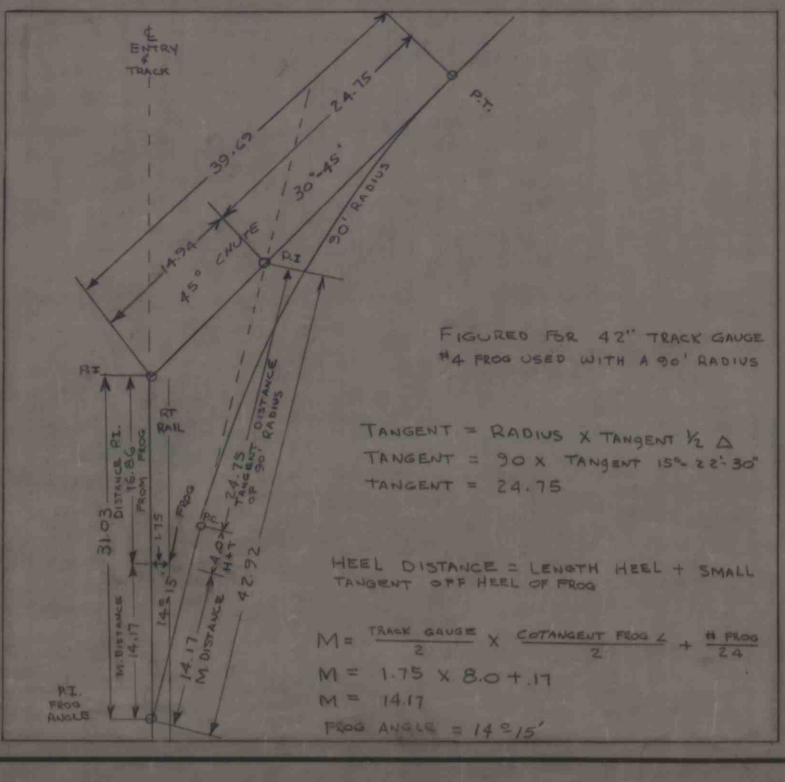 ℄
ENTRY
&
TRACK
39.69
24.75
P.T.
30°-45'
90' RADIUS
14.94
45° CHUTE
P.I.
FIGURED FOR 42" TRACK GAUGE
#4 FROG USED WITH A 90' RADIUS
P.I.
RT
RAIL
31.03
DISTANCE P.I.
16.86
FROM FROG
1.75
FROG
14°15'
M. DISTANCE
14.17
P.I.
FROG
ANGLE
P.C.
24.75
TANGENT DISTANCE
OF 90' RADIUS
H+T
14.17
M. DISTANCE
42.92
TANGENT = RADIUS X TANGENT ½ Δ
TANGENT = 90 X TANGENT 15°-22'-30"
TANGENT = 24.75
HEEL DISTANCE = LENGTH HEEL + SMALL
TANGENT OFF HEEL OF FROG
M = TRACK GAUGE / 2 X COTANGENT FROG ∠ / 2 + # FROG / 24
M = 1.75 X 8.0 + .17
M = 14.17
FROG ANGLE = 14°15'